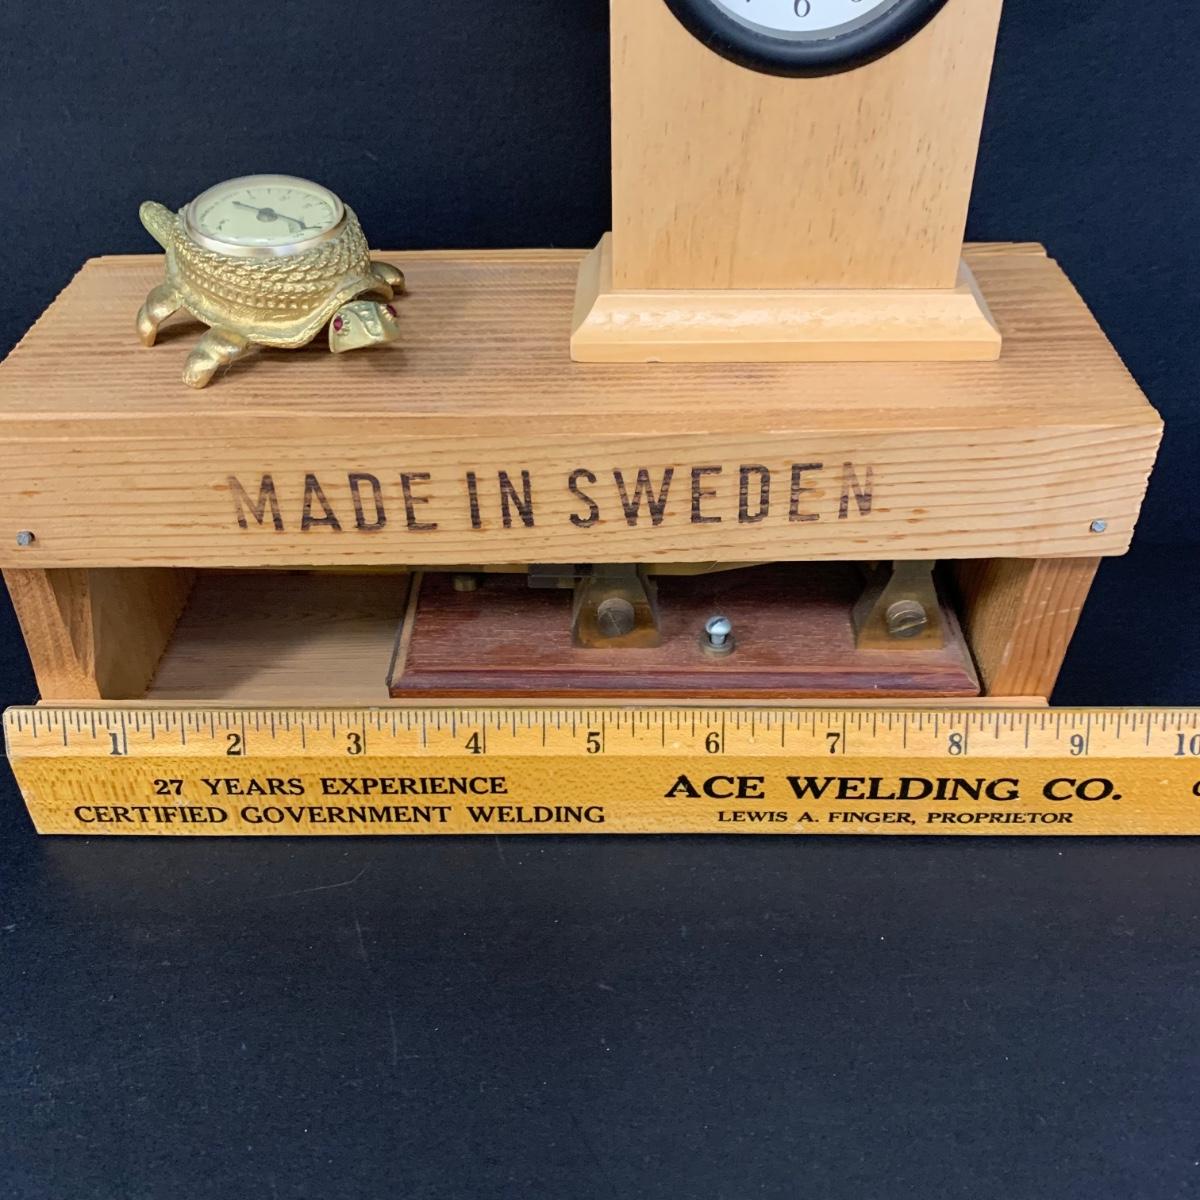 6
MADE IN SWEDEN
1 2 3 4 5 6 7 8 9 10
27 YEARS EXPERIENCE
CERTIFIED GOVERNMENT WELDING
ACE WELDING CO.
LEWIS A. FINGER, PROPRIETOR